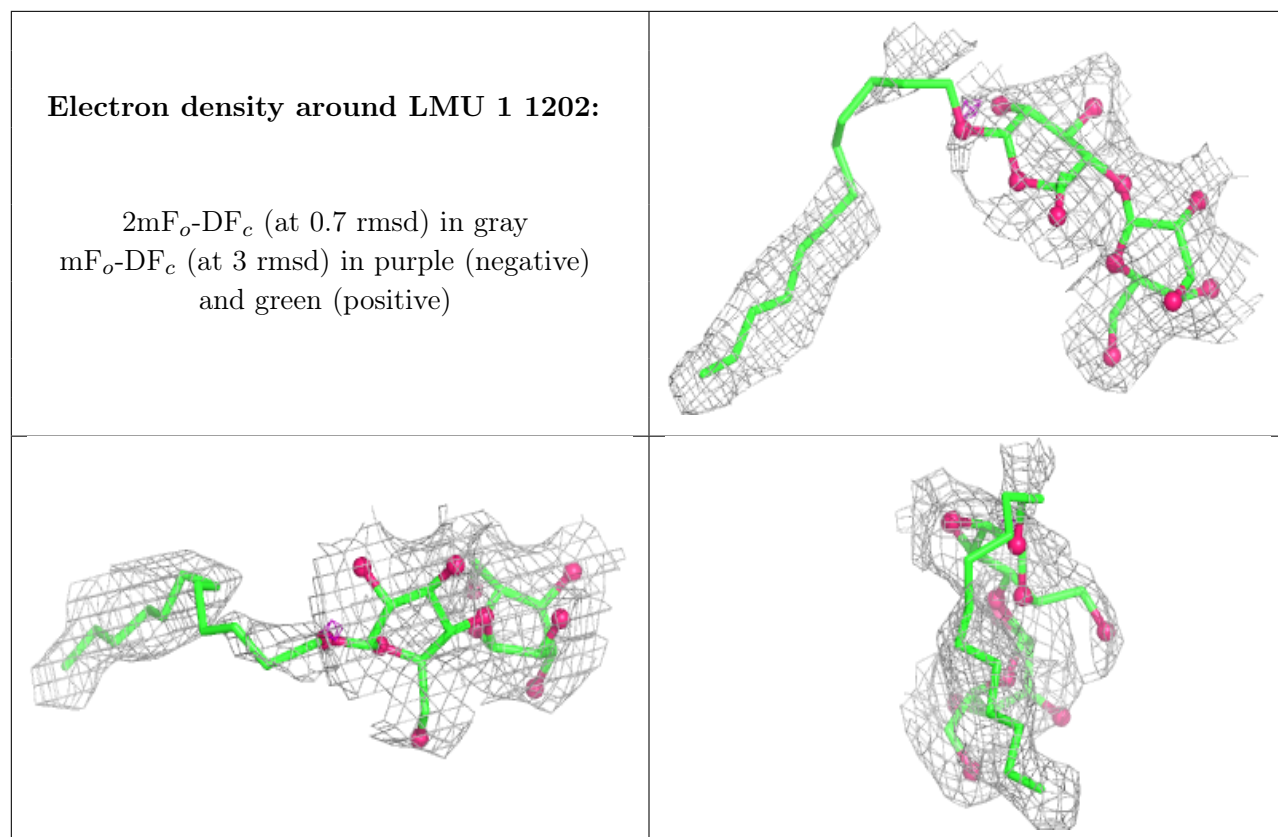 Electron density around LMU 1 1202:
2mFo-DFc (at 0.7 rmsd) in gray
mFo-DFc (at 3 rmsd) in purple (negative)
and green (positive)